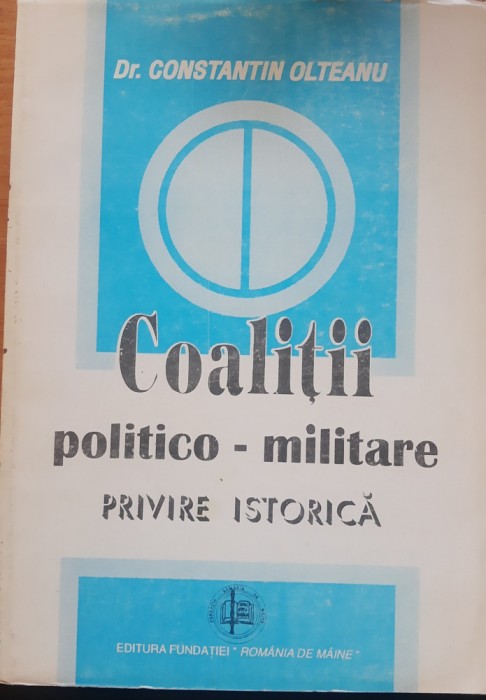 Dr. CONSTANTIN OLTEANU
Coaliții
politico - militare
PRIVIRE ISTORICĂ
EDITURA FUNDAȚIEI "ROMÂNIA DE MÂINE"